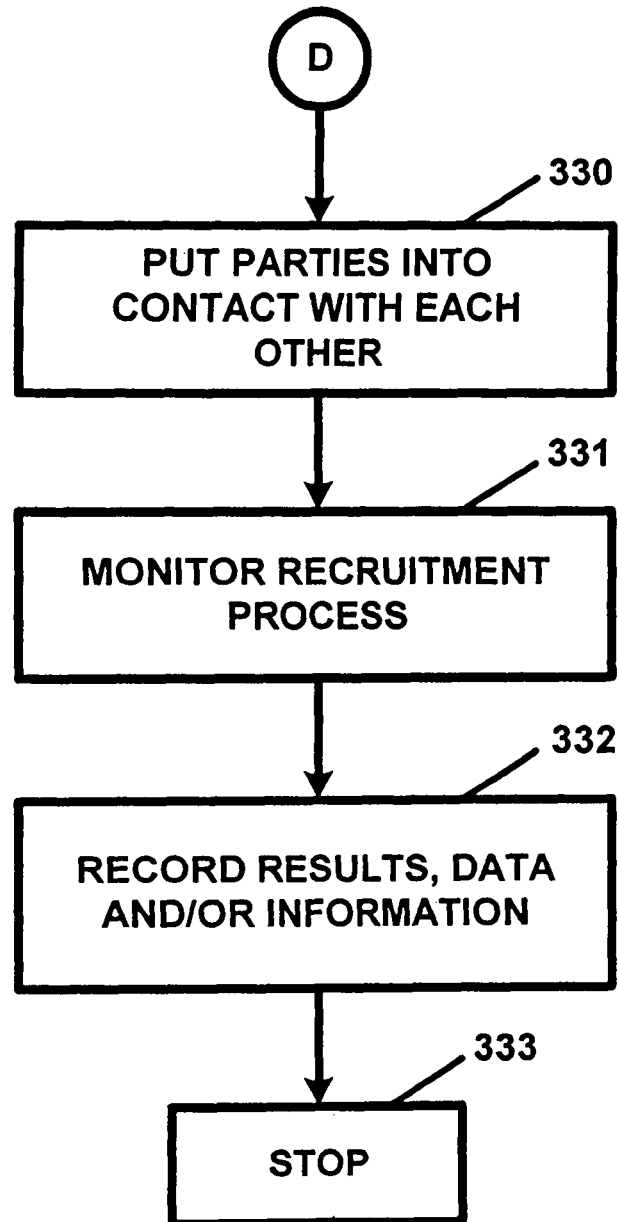 D
330
PUT PARTIES INTO
CONTACT WITH EACH
OTHER
331
MONITOR RECRUITMENT
PROCESS
332
RECORD RESULTS, DATA
AND/OR INFORMATION
333
STOP